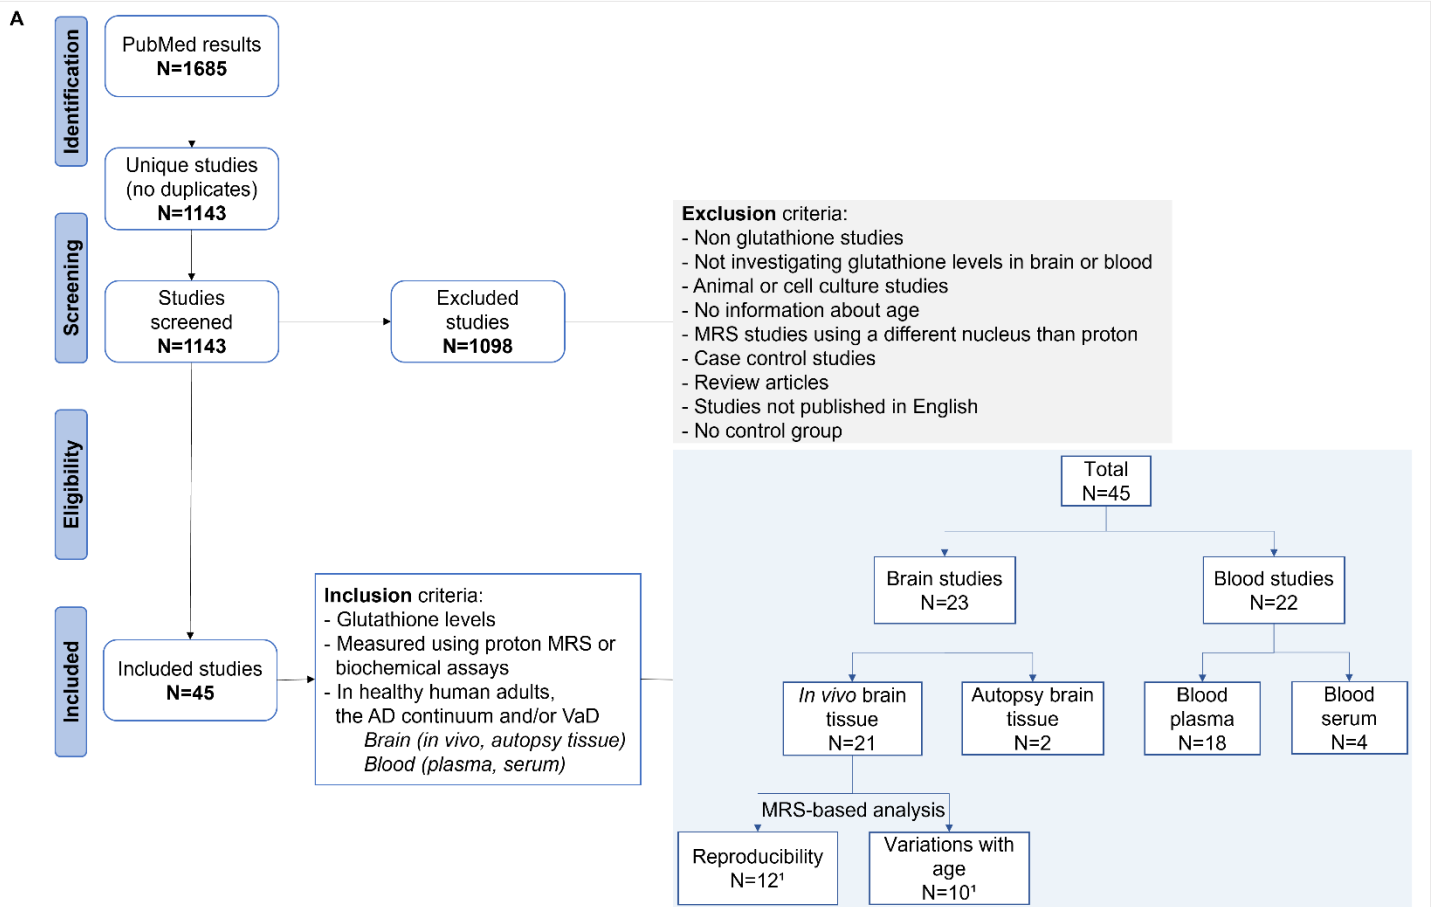 A
Identification
PubMed results
N=1685
Unique studies
(no duplicates)
N=1143
Screening
Studies
screened
N=1143
Excluded
studies
N=1098
Exclusion criteria:
- Non glutathione studies
- Not investigating glutathione levels in brain or blood
- Animal or cell culture studies
- No information about age
- MRS studies using a different nucleus than proton
- Case control studies
- Review articles
- Studies not published in English
- No control group
Eligibility
Included
Included studies
N=45
Inclusion criteria:
- Glutathione levels
- Measured using proton MRS or
biochemical assays
- In healthy human adults,
the AD continuum and/or VaD
Brain (in vivo, autopsy tissue)
Blood (plasma, serum)
Total
N=45
Brain studies
N=23
Blood studies
N=22
In vivo brain
tissue
N=21
Autopsy brain
tissue
N=2
Blood
plasma
N=18
Blood
serum
N=4
MRS-based analysis
Reproducibility
N=12¹
Variations with
age
N=10¹